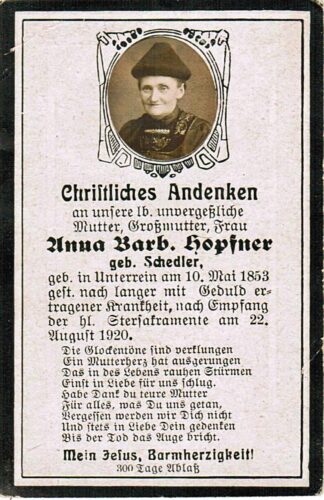 Chriſtliches Andenken
an unſere lb. unvergeßliche
Mutter, Großmutter, Frau
Anna Barb. Hopfner
geb. Schedler,
geb. in Unterrein am 10. Mai 1853
geſt. nach langer mit Geduld er-
tragener Krankheit, nach Empfang
der hl. Sterſakramente am 22.
Auguſt 1920.
Die Glockentöne ſind verklungen
Ein Mutterherz hat ausgerungen
Das in des Lebens rauhen Stürmen
Einſt in Liebe für uns ſchlug.
Habe Dank du teure Mutter
Für alles, was Du uns getan,
Vergeſſen werden wir Dich nicht
Und ſtets in Liebe Dein gedenken
Bis der Tod das Auge bricht.
Mein Jeſus, Barmherzigkeit!
300 Tage Ablaß